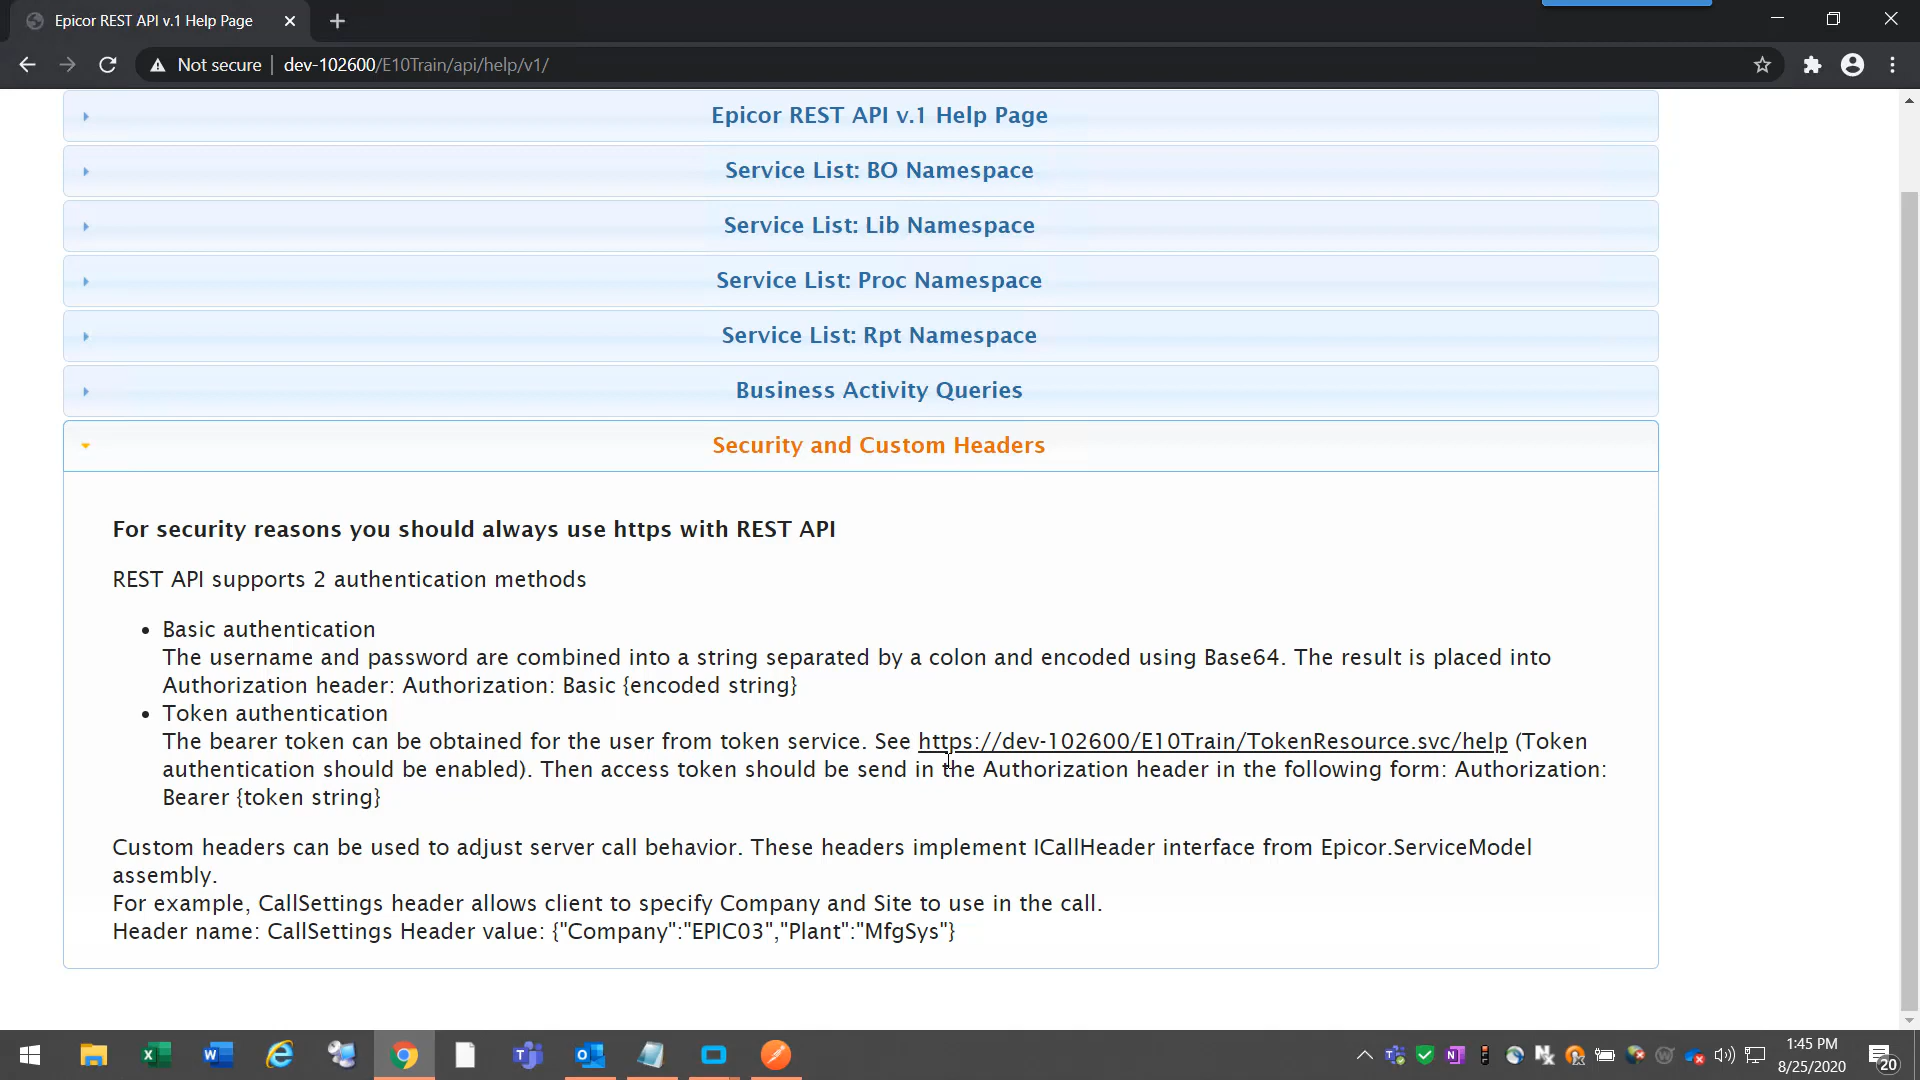 Epicor REST API v.1 Help Page
Not secure
dev-102600/E10Train/api/help/v1/
Epicor REST API v.1 Help Page
Service List: BO Namespace
Service List: Lib Namespace
Service List: Proc Namespace
Service List: Rpt Namespace
Business Activity Queries
Security and Custom Headers
For security reasons you should always use https with REST API
REST API supports 2 authentication methods
• Basic authentication
The username and password are combined into a string separated by a colon and encoded using Base64. The result is placed into
Authorization header: Authorization: Basic {encoded string}
• Token authentication
The bearer token can be obtained for the user from token service. See https://dev-102600/E10Train/TokenResource.svc/help (Token
authentication should be enabled). Then access token should be send in the Authorization header in the following form: Authorization:
Bearer {token string}
Custom headers can be used to adjust server call behavior. These headers implement ICallHeader interface from Epicor.ServiceModel
assembly.
For example, CallSettings header allows client to specify Company and Site to use in the call.
Header name: CallSettings Header value: {"Company":"EPIC03","Plant":"MfgSys"}
1:45 PM
8/25/2020
20